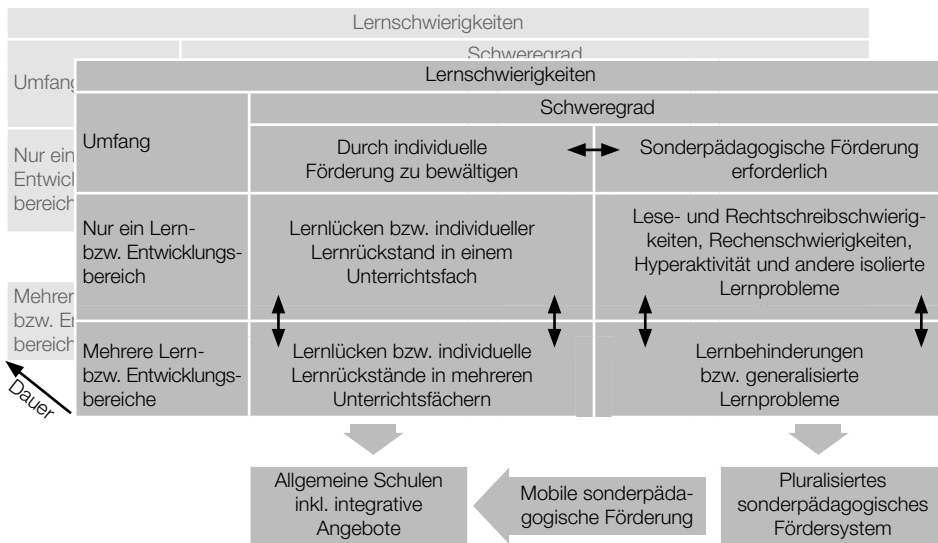 Lernschwierigkeiten
Schweregrad
Umfang
Nur ein
bereich
Mehrer
bzw. E
bereich
Dauer
Lernschwierigkeiten
Schweregrad
Umfang
Durch individuelle
Förderung zu bewältigen
Sonderpädagogische Förderung
erforderlich
Nur ein Lern-
bzw. Entwicklungs-
bereich
Lernlücken bzw. individueller
Lernrückstand in einem
Unterrichtsfach
Lese- und Rechtschreibschwierig-
keiten, Rechenschwierigkeiten,
Hyperaktivität und andere isolierte
Lernprobleme
Mehrere Lern-
bzw. Entwicklungs-
bereiche
Lernlücken bzw. individuelle
Lernrückstände in mehreren
Unterrichtsfächern
Lernbehinderungen
bzw. generalisierte
Lernprobleme
Allgemeine Schulen
inkl. integrative
Angebote
Mobile sonderpäda-
gogische Förderung
Pluralisiertes
sonderpädagogisches
Fördersystem